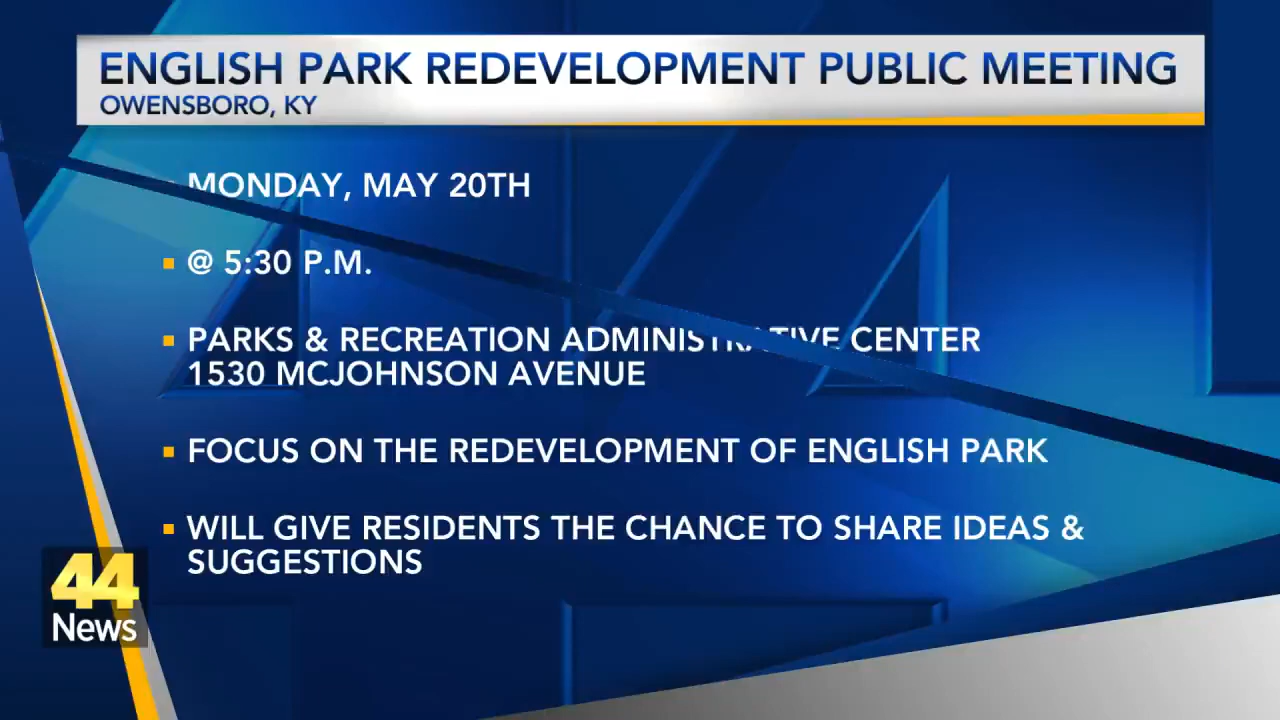 ENGLISH PARK REDEVELOPMENT PUBLIC MEETING
OWENSBORO, KY
MONDAY, MAY 20TH
@ 5:30 P.M.
PARKS & RECREATION ADMINISTRATIVE CENTER
1530 MCJOHNSON AVENUE
FOCUS ON THE REDEVELOPMENT OF ENGLISH PARK
WILL GIVE RESIDENTS THE CHANCE TO SHARE IDEAS &
SUGGESTIONS
44
News